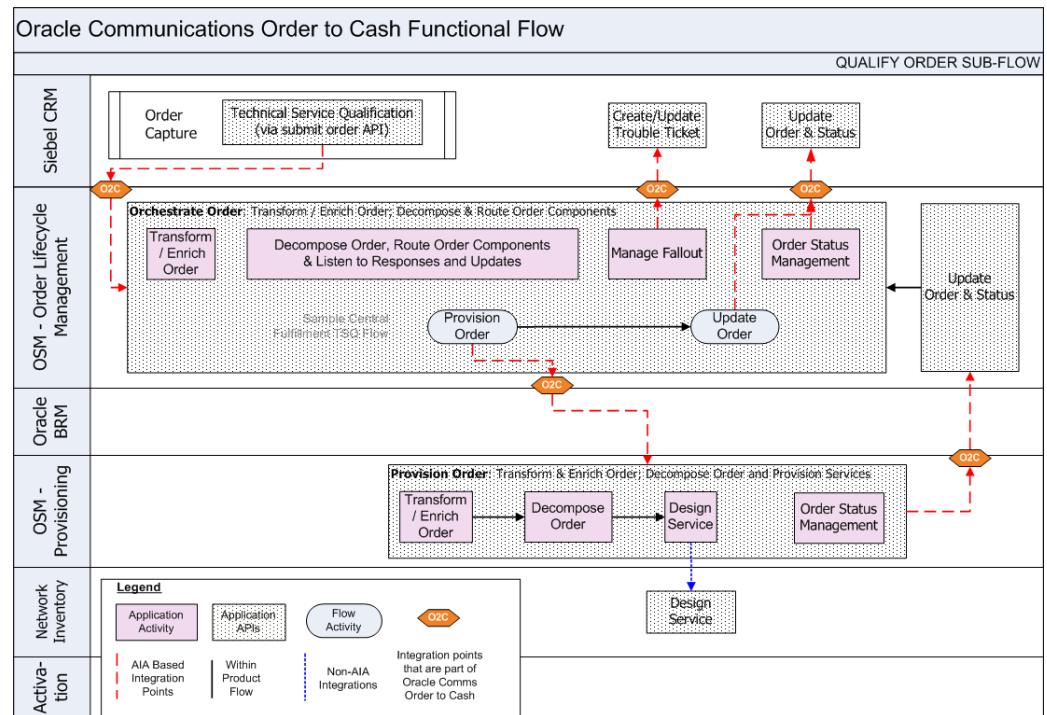 Oracle Communications Order to Cash Functional Flow
QUALIFY ORDER SUB-FLOW
Siebel CRM
Order
Capture
Technical Service Qualification
(via submit order API)
Create/Update
Trouble Ticket
Update
Order & Status
O2C
O2C
O2C
OSM - Order Lifecycle
Management
Orchestrate Order: Transform / Enrich Order; Decompose & Route Order Components
Transform
/ Enrich
Order
Decompose Order, Route Order Components
& Listen to Responses and Updates
Manage Fallout
Order Status
Management
Update
Order & Status
Sample Central
Fulfillment TSQ Flow
Provision
Order
Update
Order
O2C
Oracle
BRM
O2C
OSM -
Provisioning
Provision Order: Transform & Enrich Order; Decompose Order and Provision Services
Transform
/ Enrich
Order
Decompose
Order
Design
Service
Order Status
Management
Network
Inventory
Design
Service
Activa-
tion
Legend
Application
Activity
Application
APIs
Flow
Activity
O2C
AIA Based
Integration
Points
Within
Product
Flow
Non-AIA
Integrations
Integration points
that are part of
Oracle Comms
Order to Cash